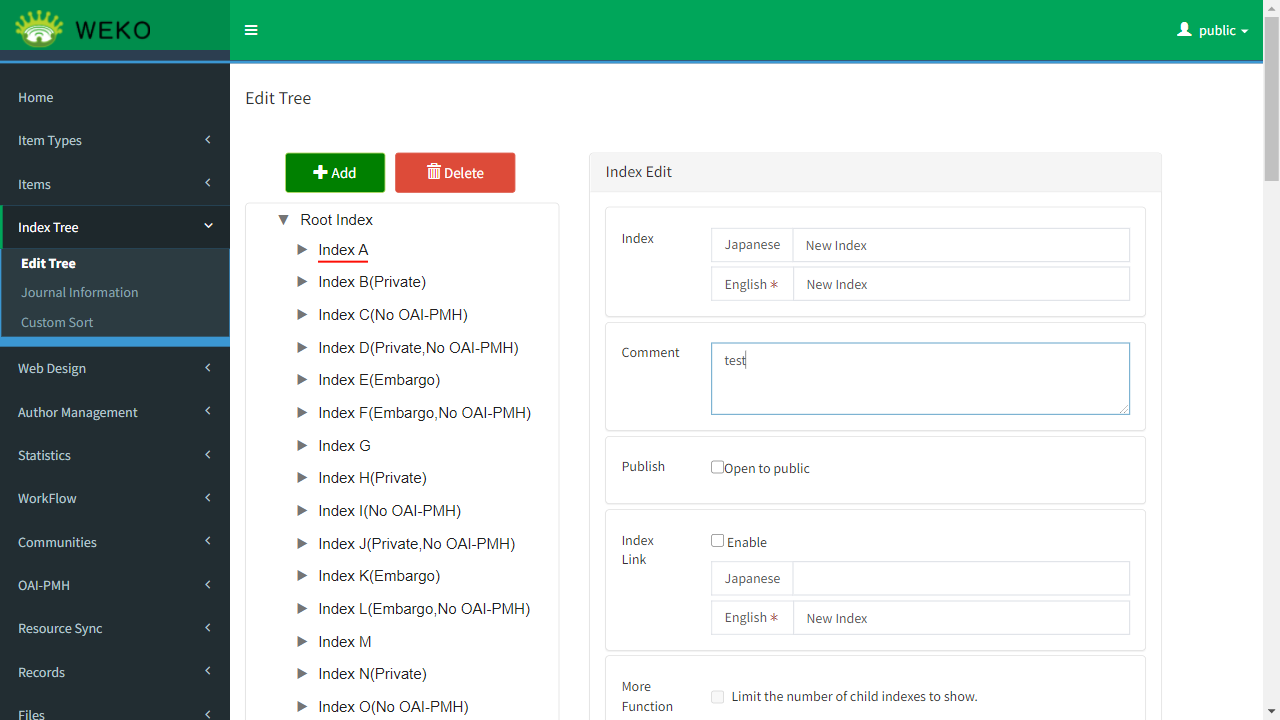 WEKO
public
Home
Item Types
Items
Index Tree
Edit Tree
Journal Information
Custom Sort
Web Design
Author Management
Statistics
WorkFlow
Communities
OAI-PMH
Resource Sync
Records
Files
Edit Tree
Add
Delete
Root Index
Index A
Index B(Private)
Index C(No OAI-PMH)
Index D(Private,No OAI-PMH)
Index E(Embargo)
Index F(Embargo,No OAI-PMH)
Index G
Index H(Private)
Index I(No OAI-PMH)
Index J(Private,No OAI-PMH)
Index K(Embargo)
Index L(Embargo,No OAI-PMH)
Index M
Index N(Private)
Index O(No OAI-PMH)
Index Edit
Index
Japanese New Index
English * New Index
Comment
test
Publish
Open to public
Index
Link
Enable
Japanese
English * New Index
More
Function
Limit the number of child indexes to show.